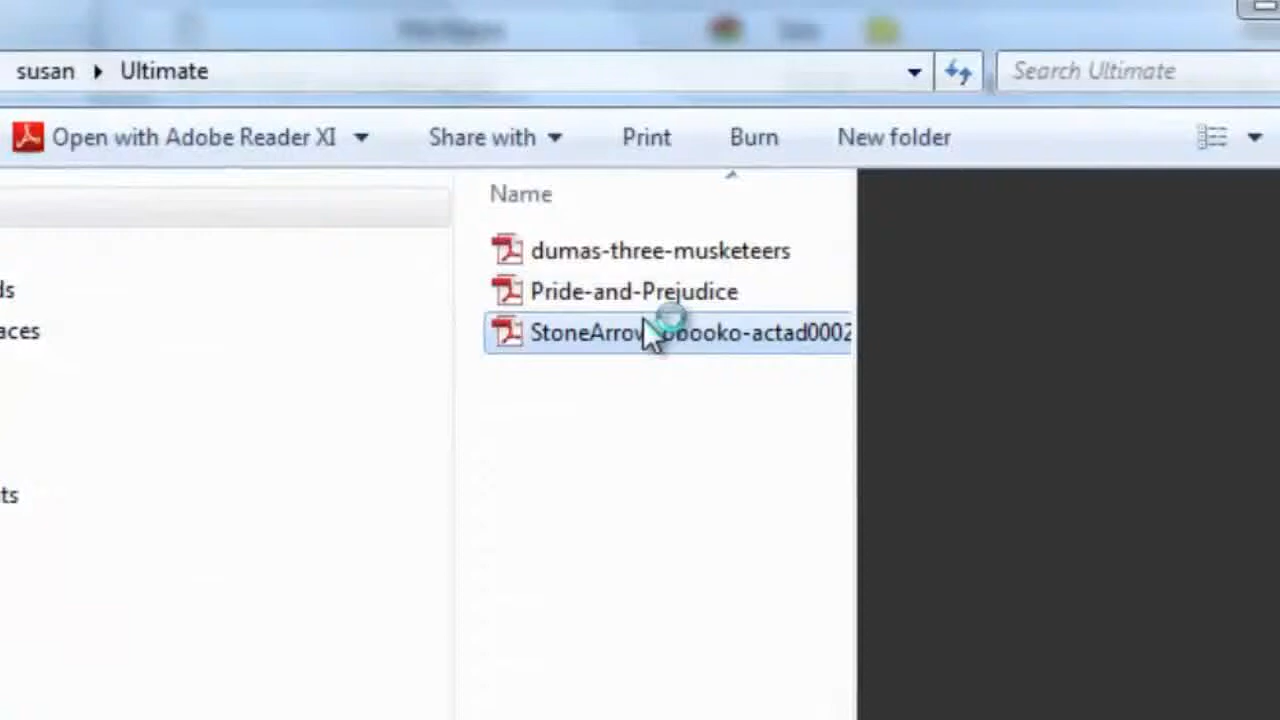 susan Ultimate Search Ultimate
Open with Adobe Reader XI Share with Print Burn New folder
Name
dumas-three-musketeers
ds
Pride-and-Prejudice
aces
ts